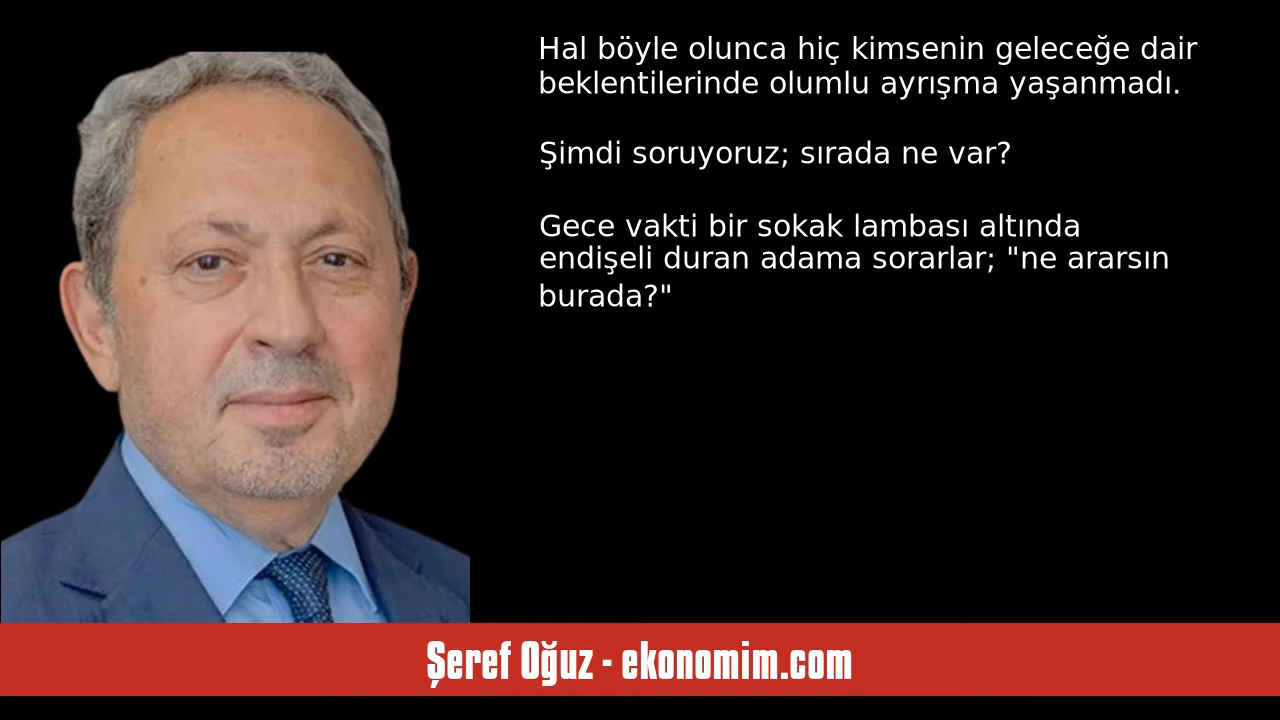 Hal böyle olunca hiç kimsenin geleceğe dair
beklentilerinde olumlu ayrışma yaşanmadı.
Şimdi soruyoruz; sırada ne var?
Gece vakti bir sokak lambası altında
endişeli duran adama sorarlar; "ne ararsın
burada?"
Şeref Oğuz - ekonomim.com